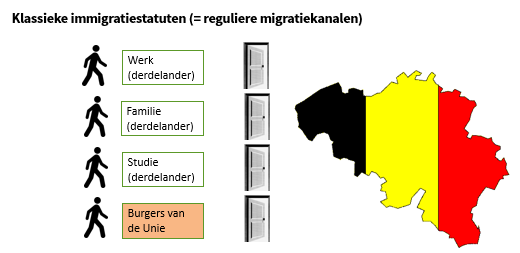 Klassieke immigratiestatuten (= reguliere migratiekanalen)
Werk
(derdelander)
Familie
(derdelander)
Studie
(derdelander)
Burgers van
de Unie